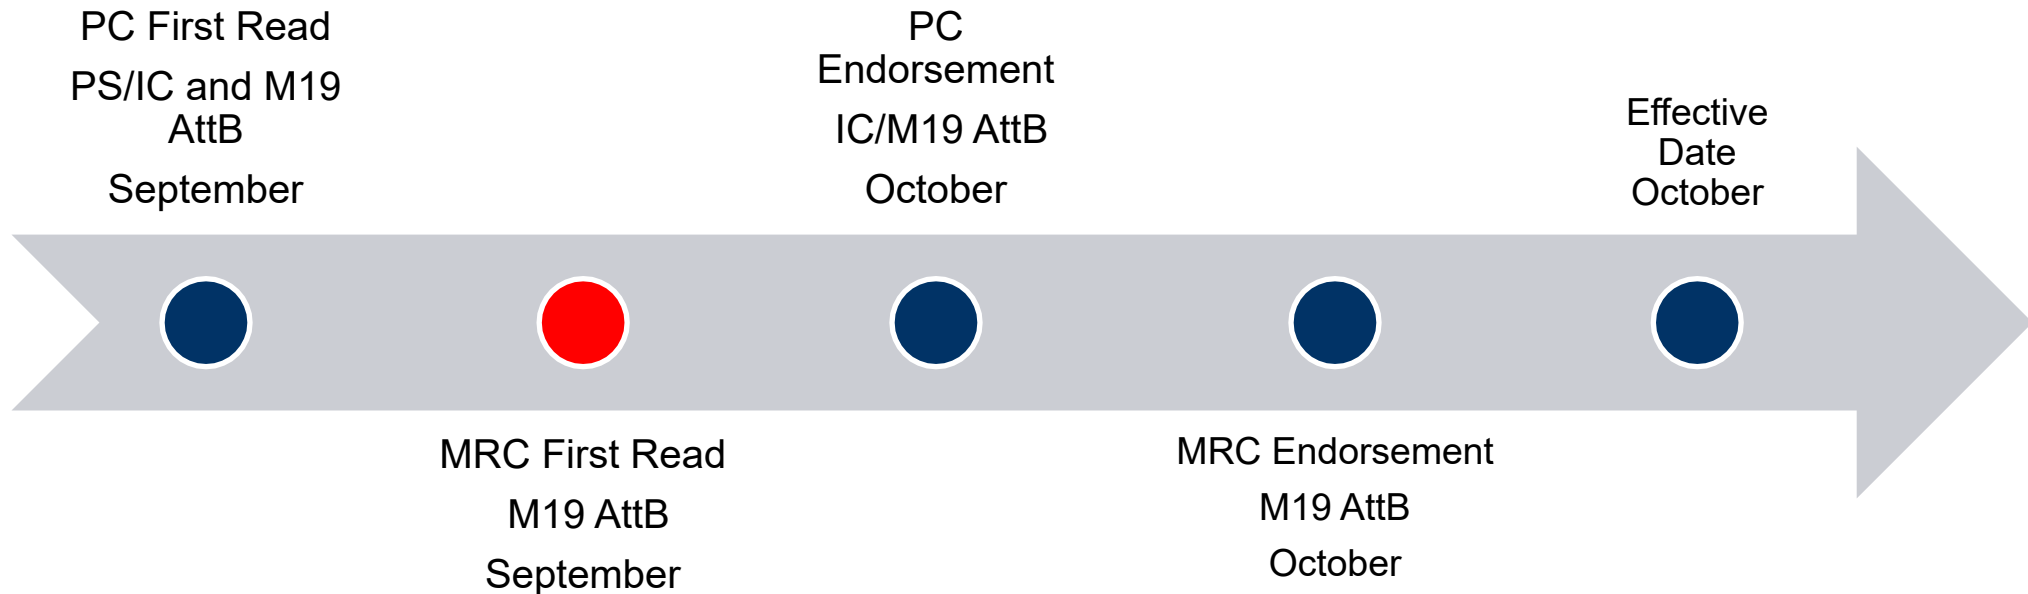 PC First Read
PS/IC and M19
AttB
September
MRC First Read
M19 AttB
September
PC
Endorsement
IC/M19 AttB
October
MRC Endorsement
M19 AttB
October
Effective
Date
October